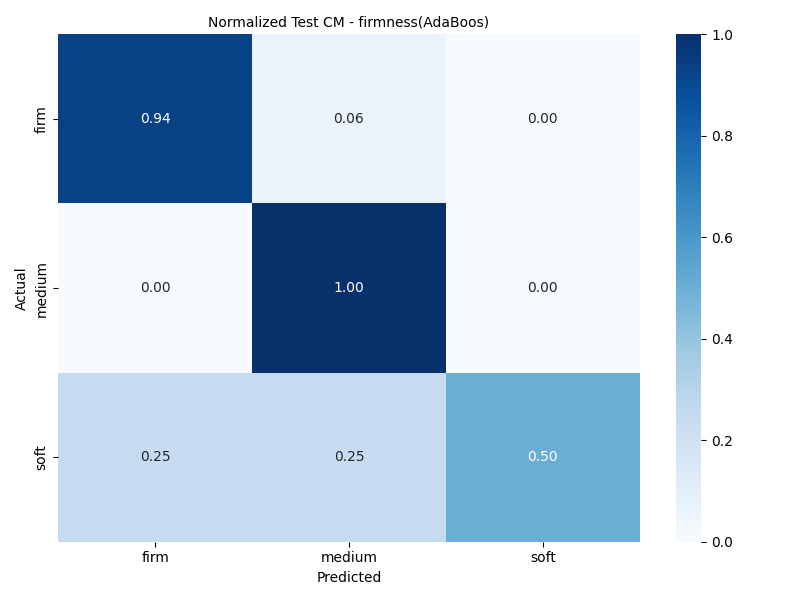 Normalized Test CM - firmness(AdaBoos)
1.0
0.8
0.6
0.4
0.2
0.0
Actual
firm
0.94 0.06 0.00
medium
0.00 1.00 0.00
soft
0.25 0.25 0.50
firm medium soft
Predicted